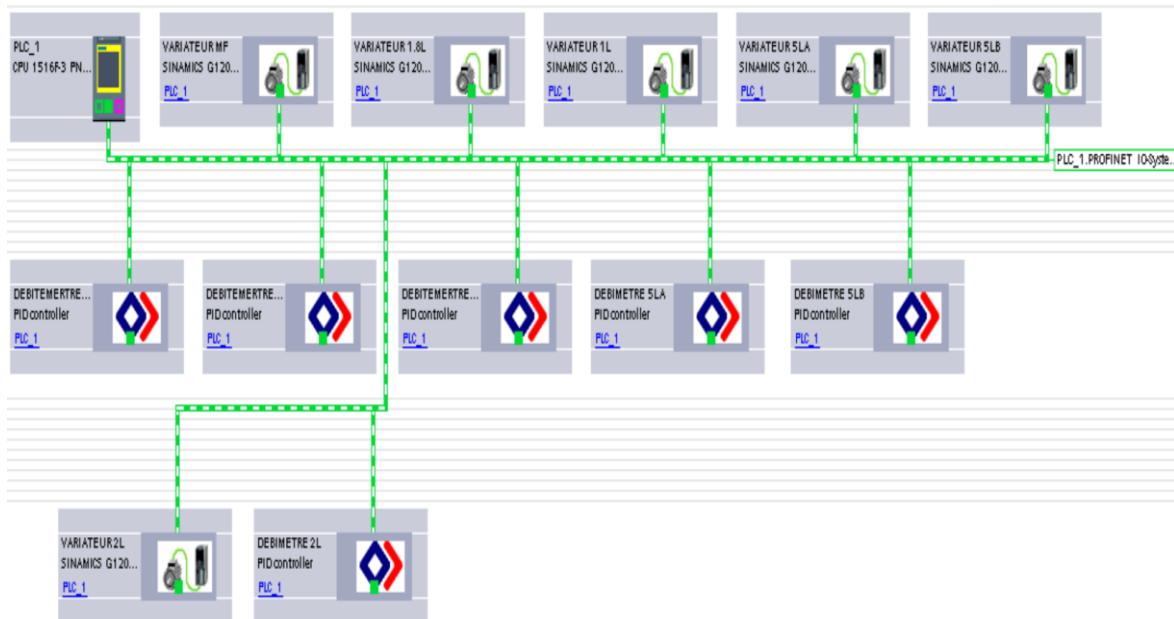 PLC_1
CPU 1516F-3 PN...
VARIATEUR MF
SINAMICS G120...
PLC_1
VARIATEUR 1.8L
SINAMICS G120...
PLC_1
VARIATEUR 1L
SINAMICS G120...
PLC_1
VARIATEUR 5LA
SINAMICS G120...
PLC_1
VARIATEUR 5LB
SINAMICS G120...
PLC_1
PLC_1.PROFINET IO-Syste...
DEBITEMERTRE...
PID controller
PLC_1
DEBITEMERTRE...
PID controller
PLC_1
DEBITEMERTRE...
PID controller
PLC_1
DEBIMETRE 5LA
PID controller
PLC_1
DEBIMETRE 5LB
PID controller
PLC_1
VARIATEUR 2L
SINAMICS G120...
PLC_1
DEBIMETRE 2L
PID controller
PLC_1